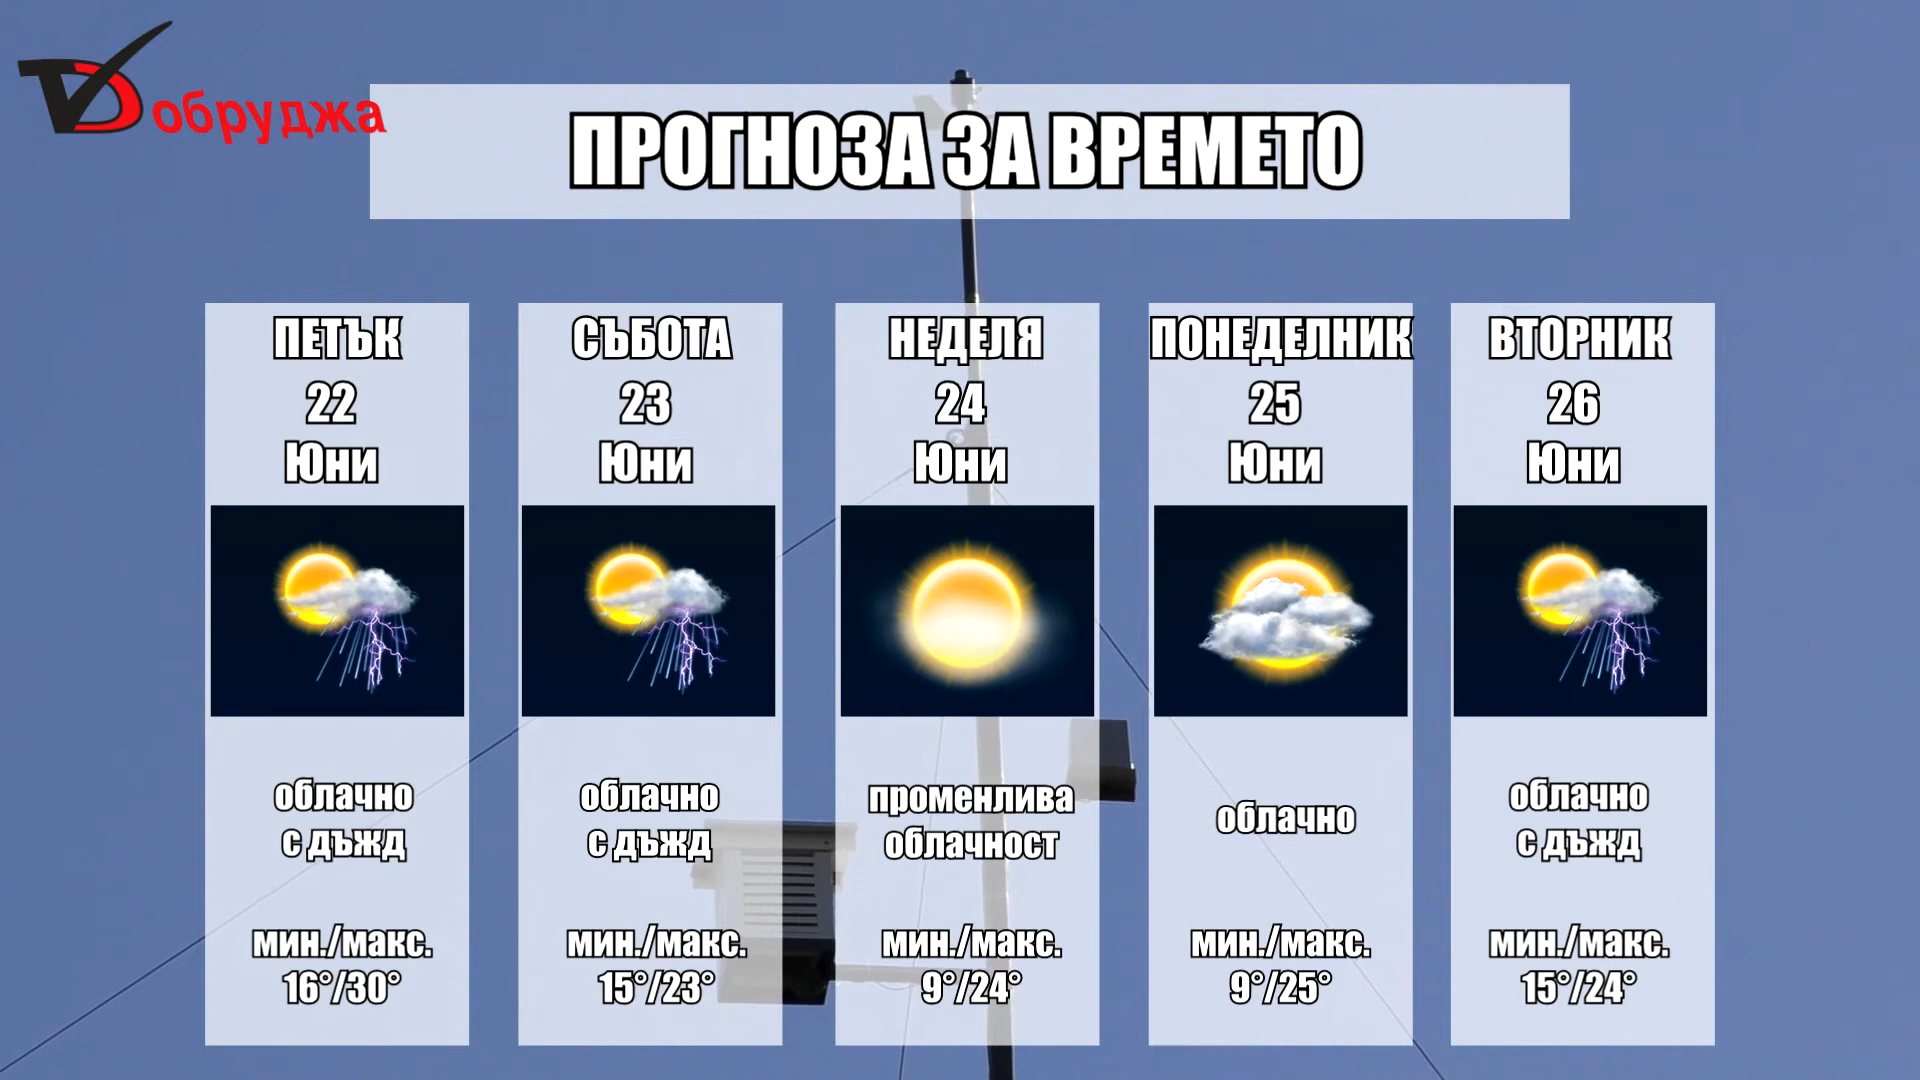 Добруджа
ПРОГНОЗА ЗА ВРЕМЕТО
ПЕТЪК
22
Юни
облачно
с дъжд
мин./макс.
16°/30°
СЪБОТА
23
Юни
облачно
с дъжд
мин./макс.
15°/23°
НЕДЕЛЯ
24
Юни
променлива
облачност
мин./макс.
9°/24°
ПОНЕДЕЛНИК
25
Юни
облачно
мин./макс.
9°/25°
ВТОРНИК
26
Юни
облачно
с дъжд
мин./макс.
15°/24°